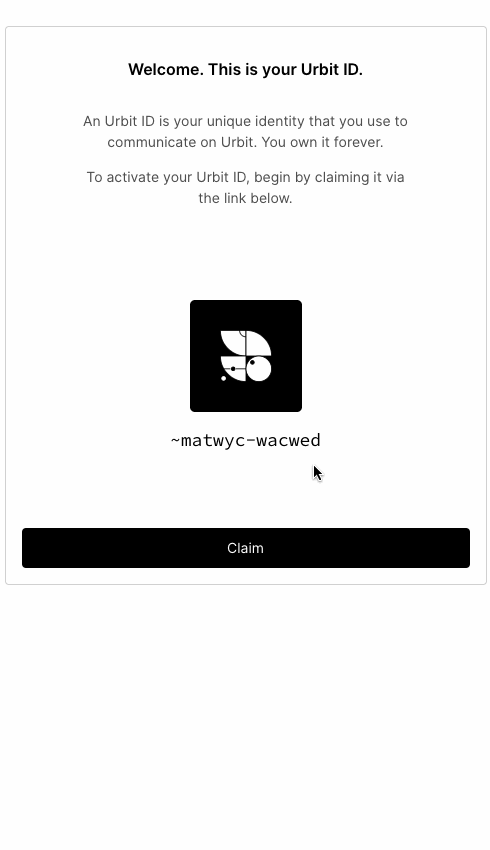 Welcome. This is your Urbit ID.
An Urbit ID is your unique identity that you use to
communicate on Urbit. You own it forever.
To activate your Urbit ID, begin by claiming it via
the link below.
~matwyc-wacwed
Claim